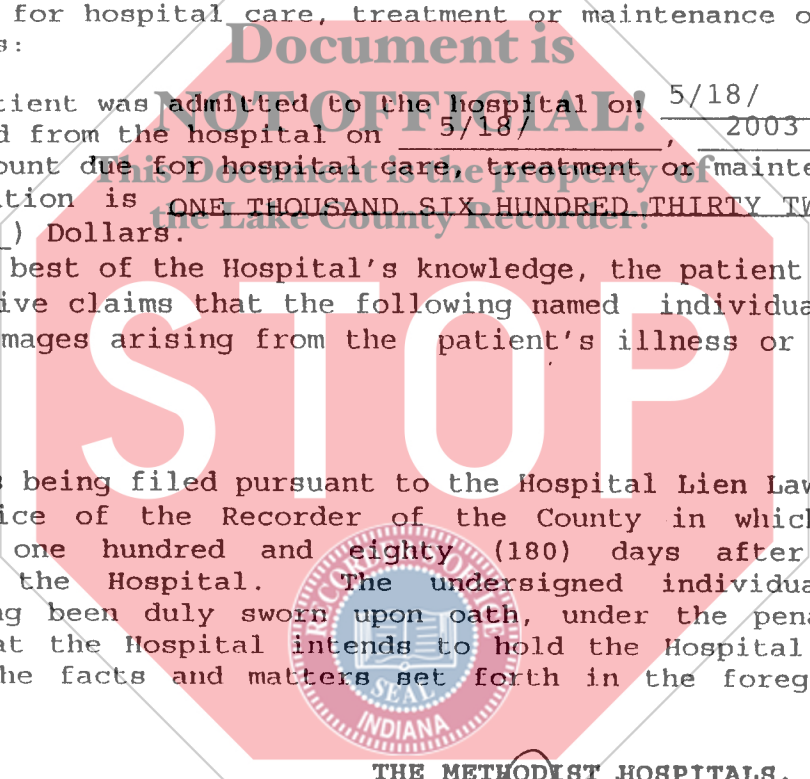 for hospital care, treatment or maintenance o
s:
Document is
tient was admitted to the hospital on 5/18/
NOT OFFICIAL!
d from the hospital on 5/18/, 2003
ount due for hospital care, treatment or mainte
This Document is the property of
tion is ONE THOUSAND SIX HUNDRED THIRTY TW
the Lake County Recorder!
_) Dollars.
best of the Hospital's knowledge, the patient
ive claims that the following named individua
mages arising from the patient's illness or
STOP
s being filed pursuant to the Hospital Lien Law
ice of the Recorder of the County in which
one hundred and eighty (180) days after
the Hospital. The undersigned individua
ng been duly sworn upon oath, under the pena
at the Hospital intends to hold the Hospital
he facts and matters set forth in the foreg
RECORDER OF OFFICE
SEAL
INDIANA
THE METHODIST HOSPITALS,